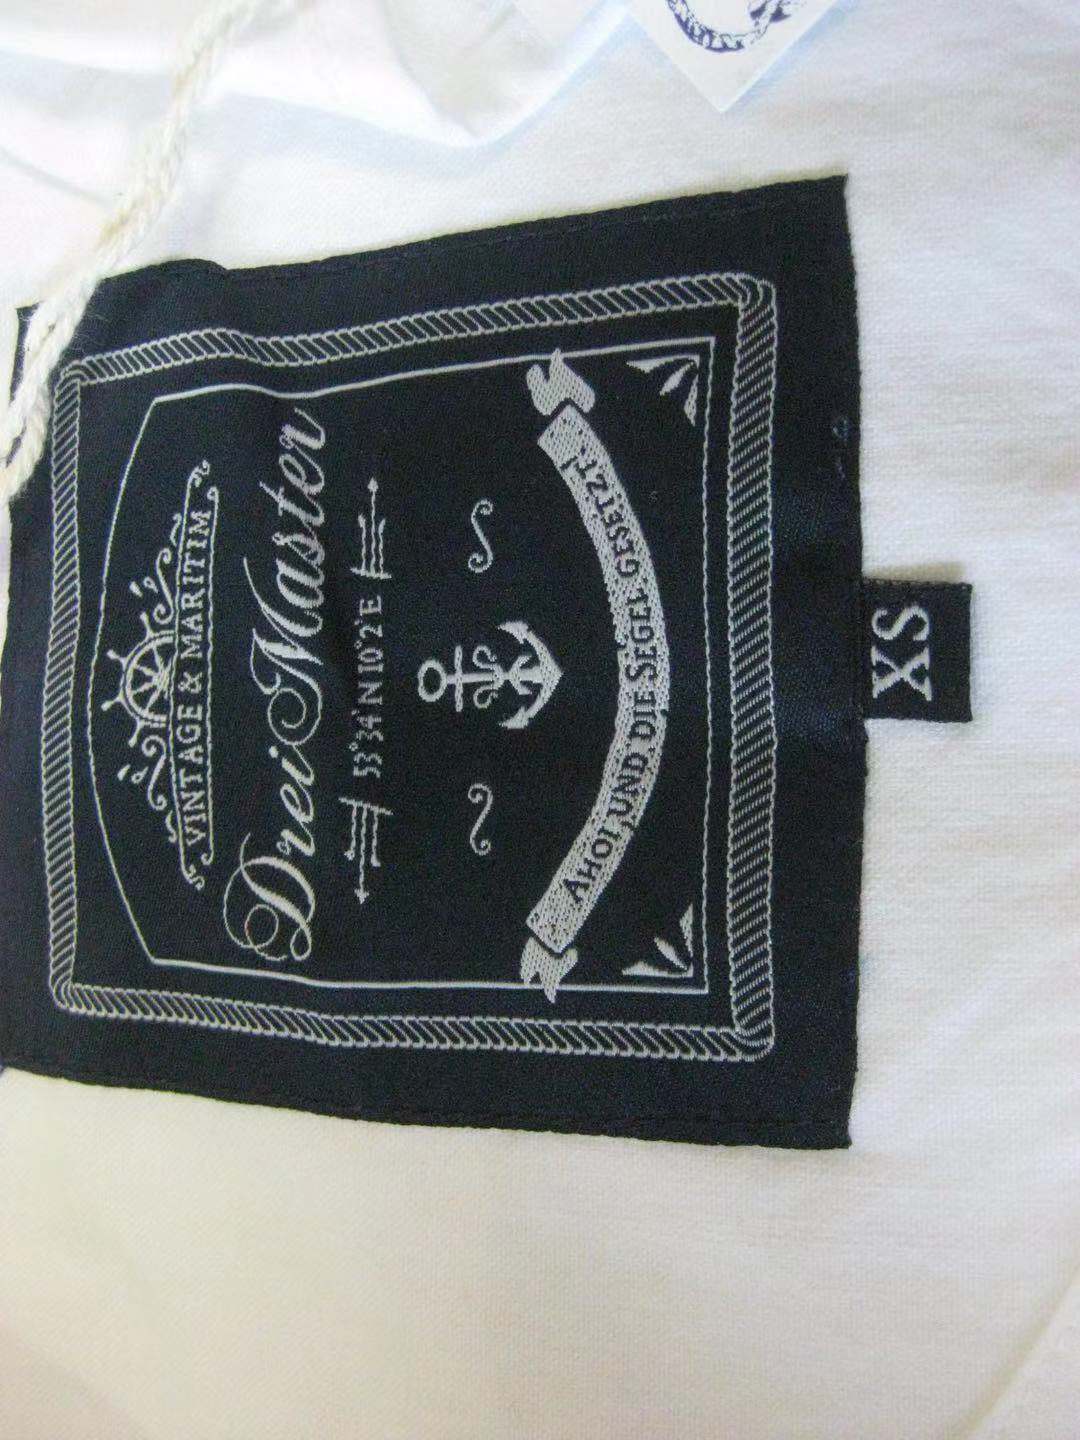 VINTAGE & MARITIM
DreiMaster
53°34'N 10°2'E
AHOI UND DIE SEGEL GESETZT!
XS